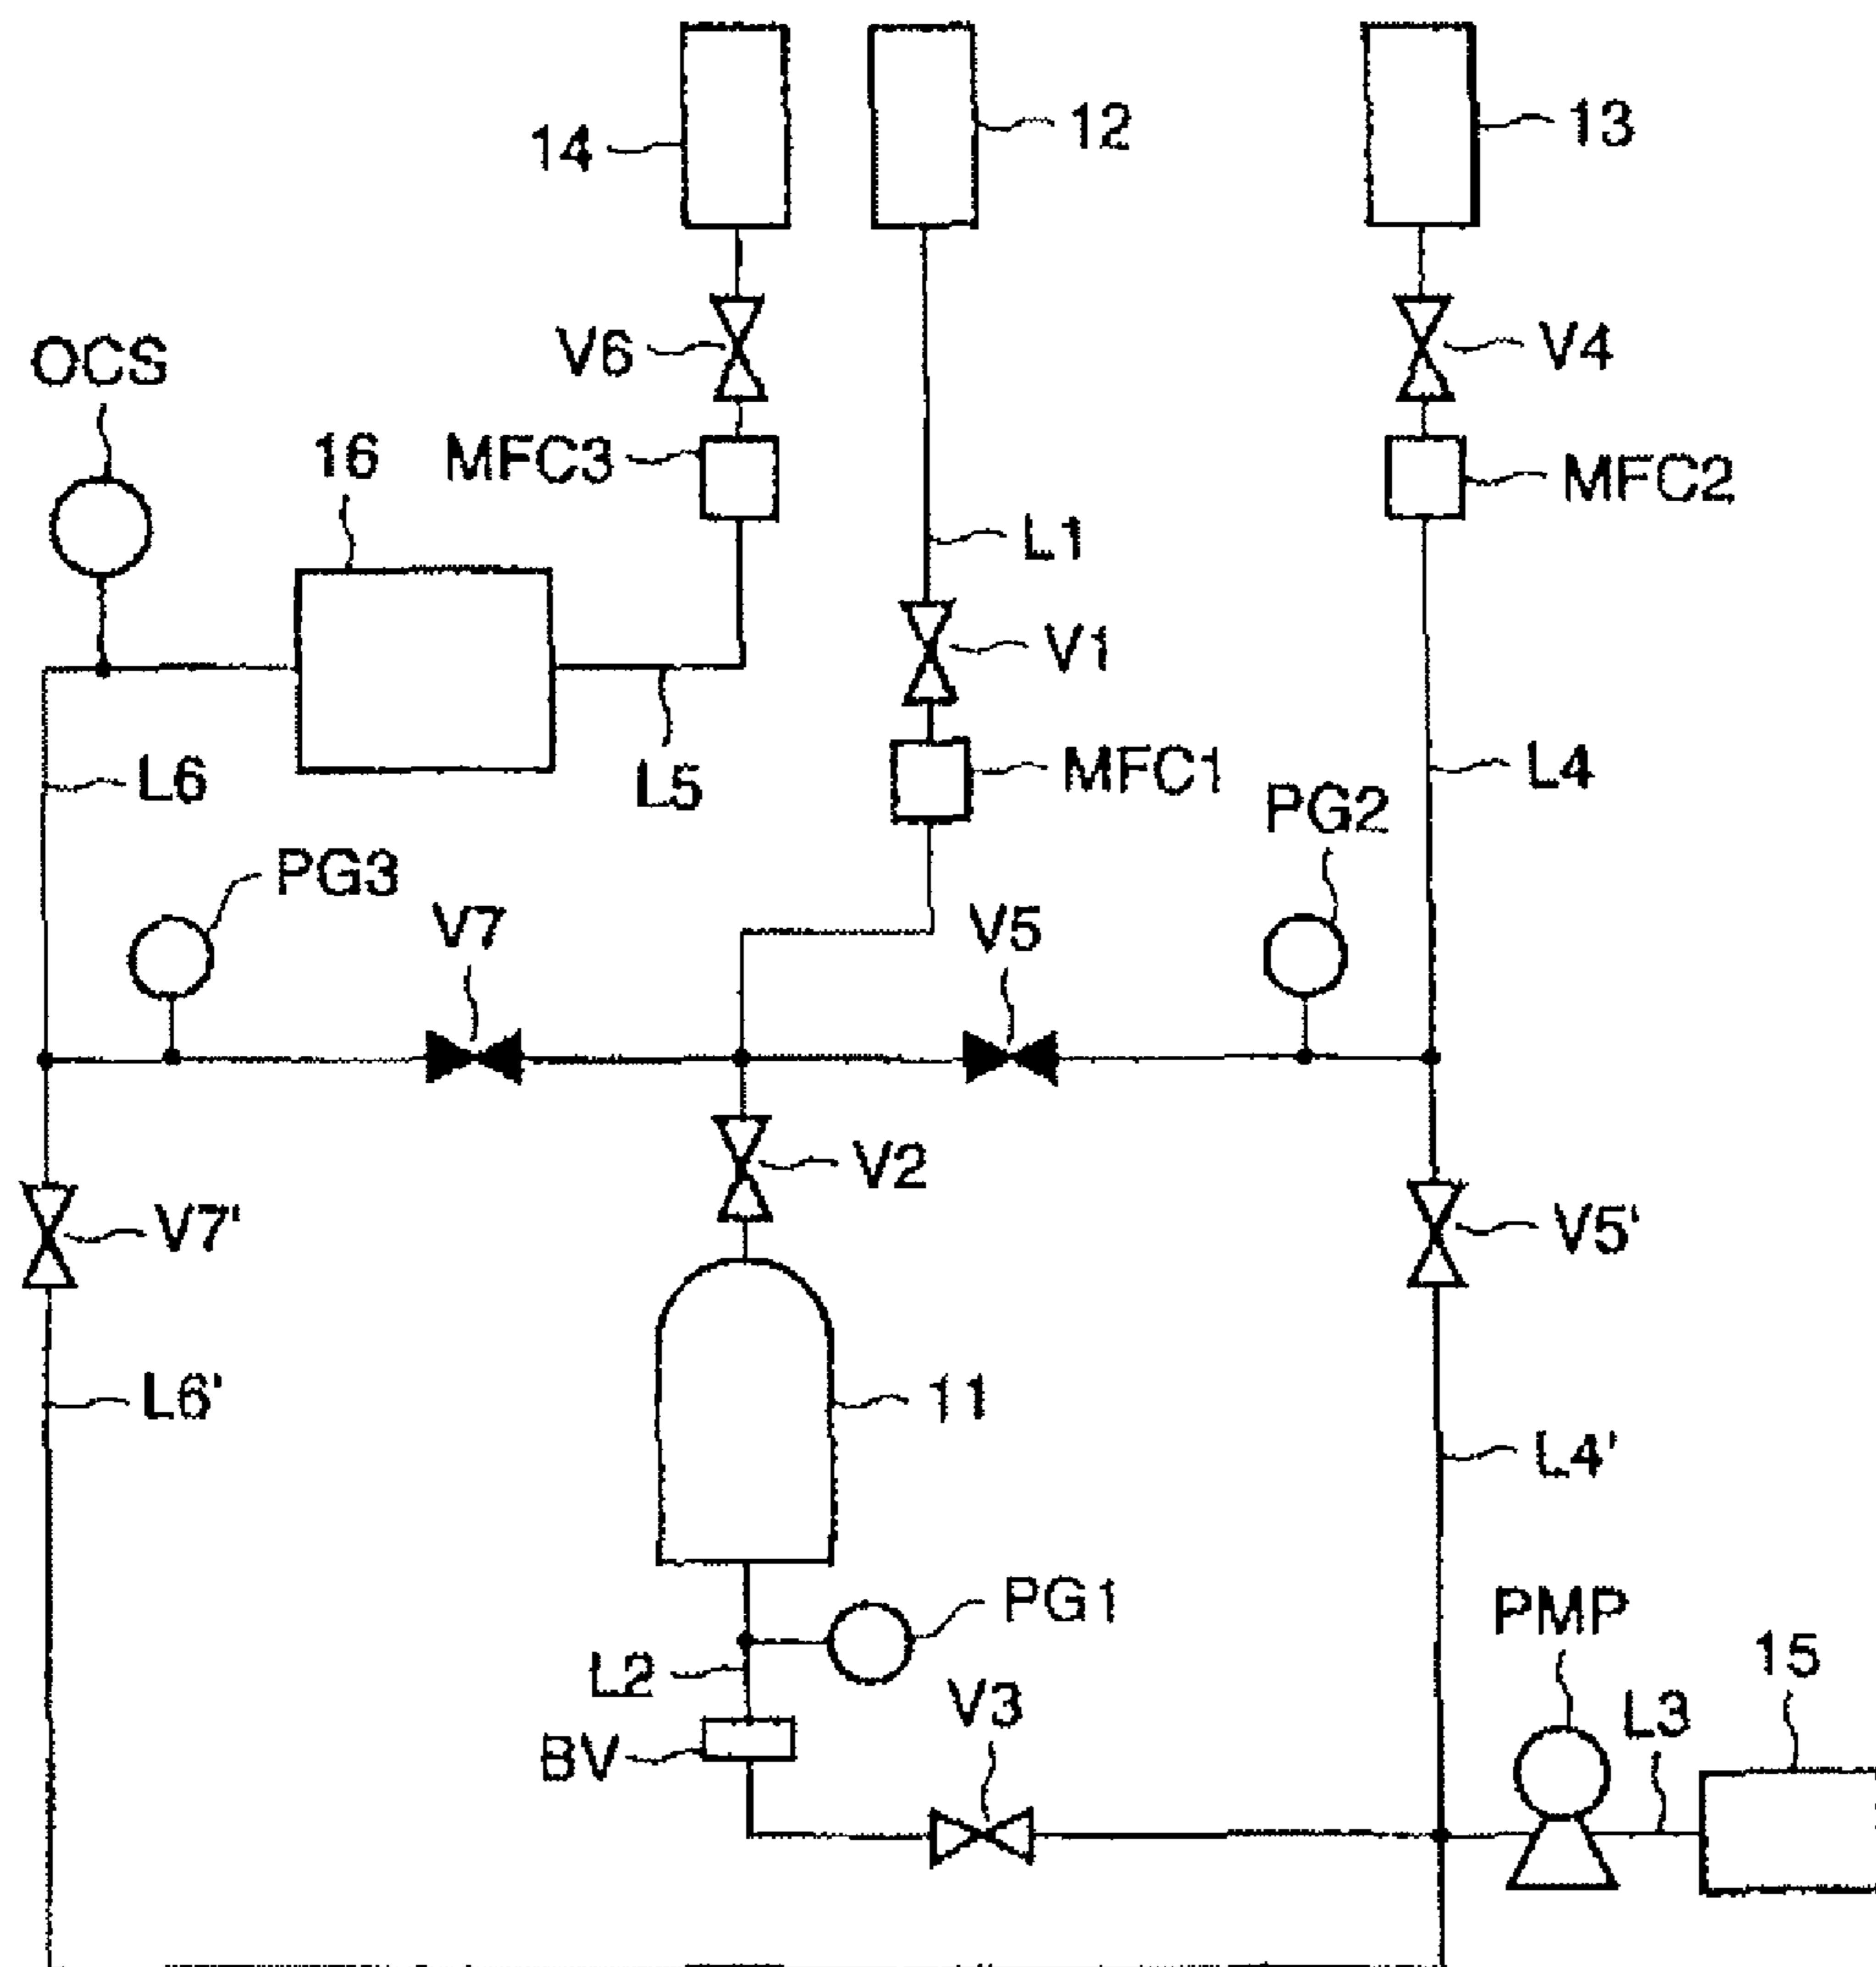 14
12
13
V6
V4
OCS
16
MFC3
MFC2
L1
V1
L6
L5
MFC1
L4
PG2
PG3
V7
V5
V2
V7'
V5'
L6'
11
L4'
PG1
PMP
L2
V3
L3
15
BV